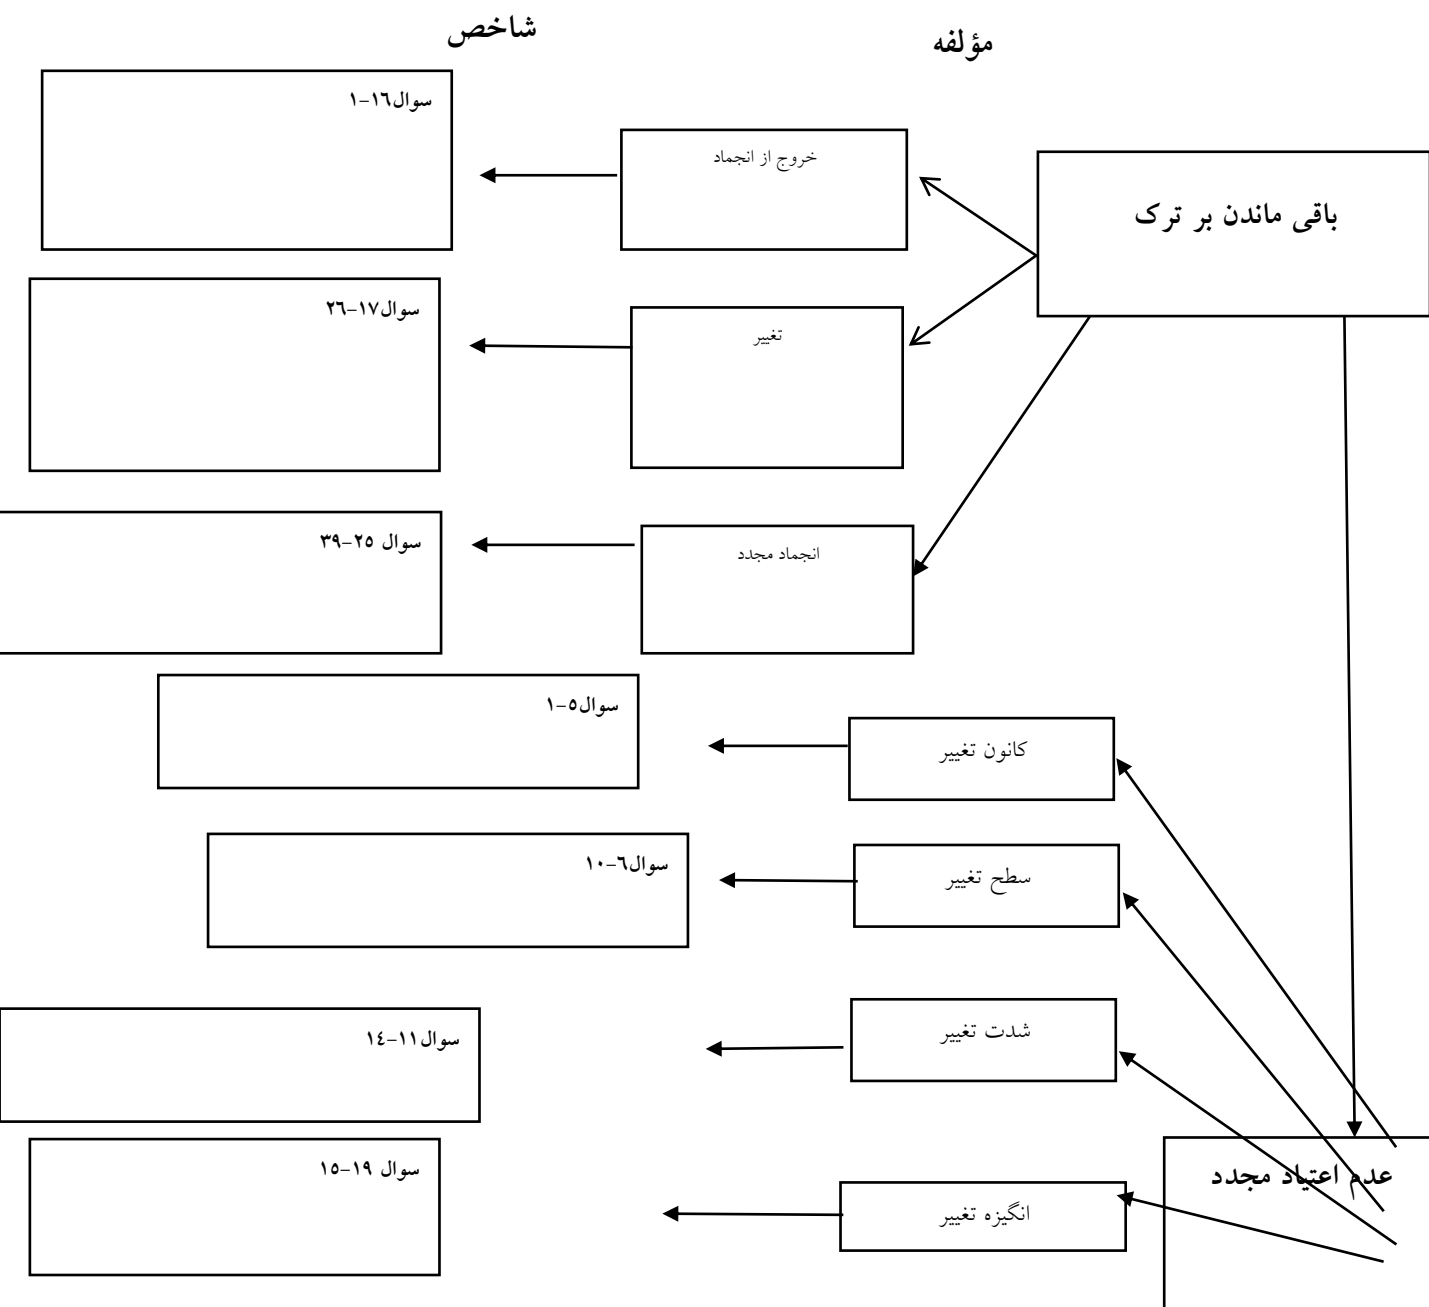 مؤلفه
شاخص
باقی ماندن بر ترک
خروج از انجماد
سوال۱۶-۱
تغییر
سوال۱۷-۲۶
انجماد مجدد
سوال ۲۵-۳۹
کانون تغییر
سوال۵-۱
سطح تغییر
سوال۶-۱۰
شدت تغییر
سوال۱۱-۱٤
عدم اعتیاد مجدد
انگیزه تغییر
سوال ۱۹-۱۵